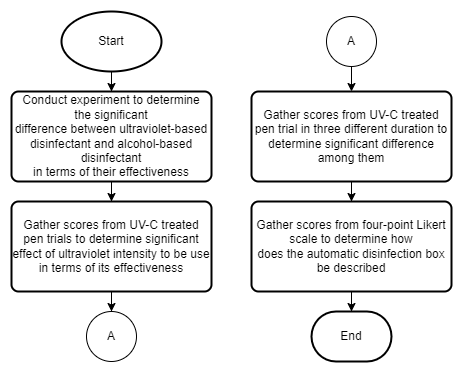 Start
Conduct experiment to determine
the significant
difference between ultraviolet-based
disinfectant and alcohol-based
disinfectant
in terms of their effectiveness
Gather scores from UV-C treated
pen trials to determine significant
effect of ultraviolet intensity to be use
in terms of its effectiveness
A
A
Gather scores from UV-C treated
pen trial in three different duration to
determine significant difference
among them
Gather scores from four-point Likert
scale to determine how
does the automatic disinfection box
be described
End